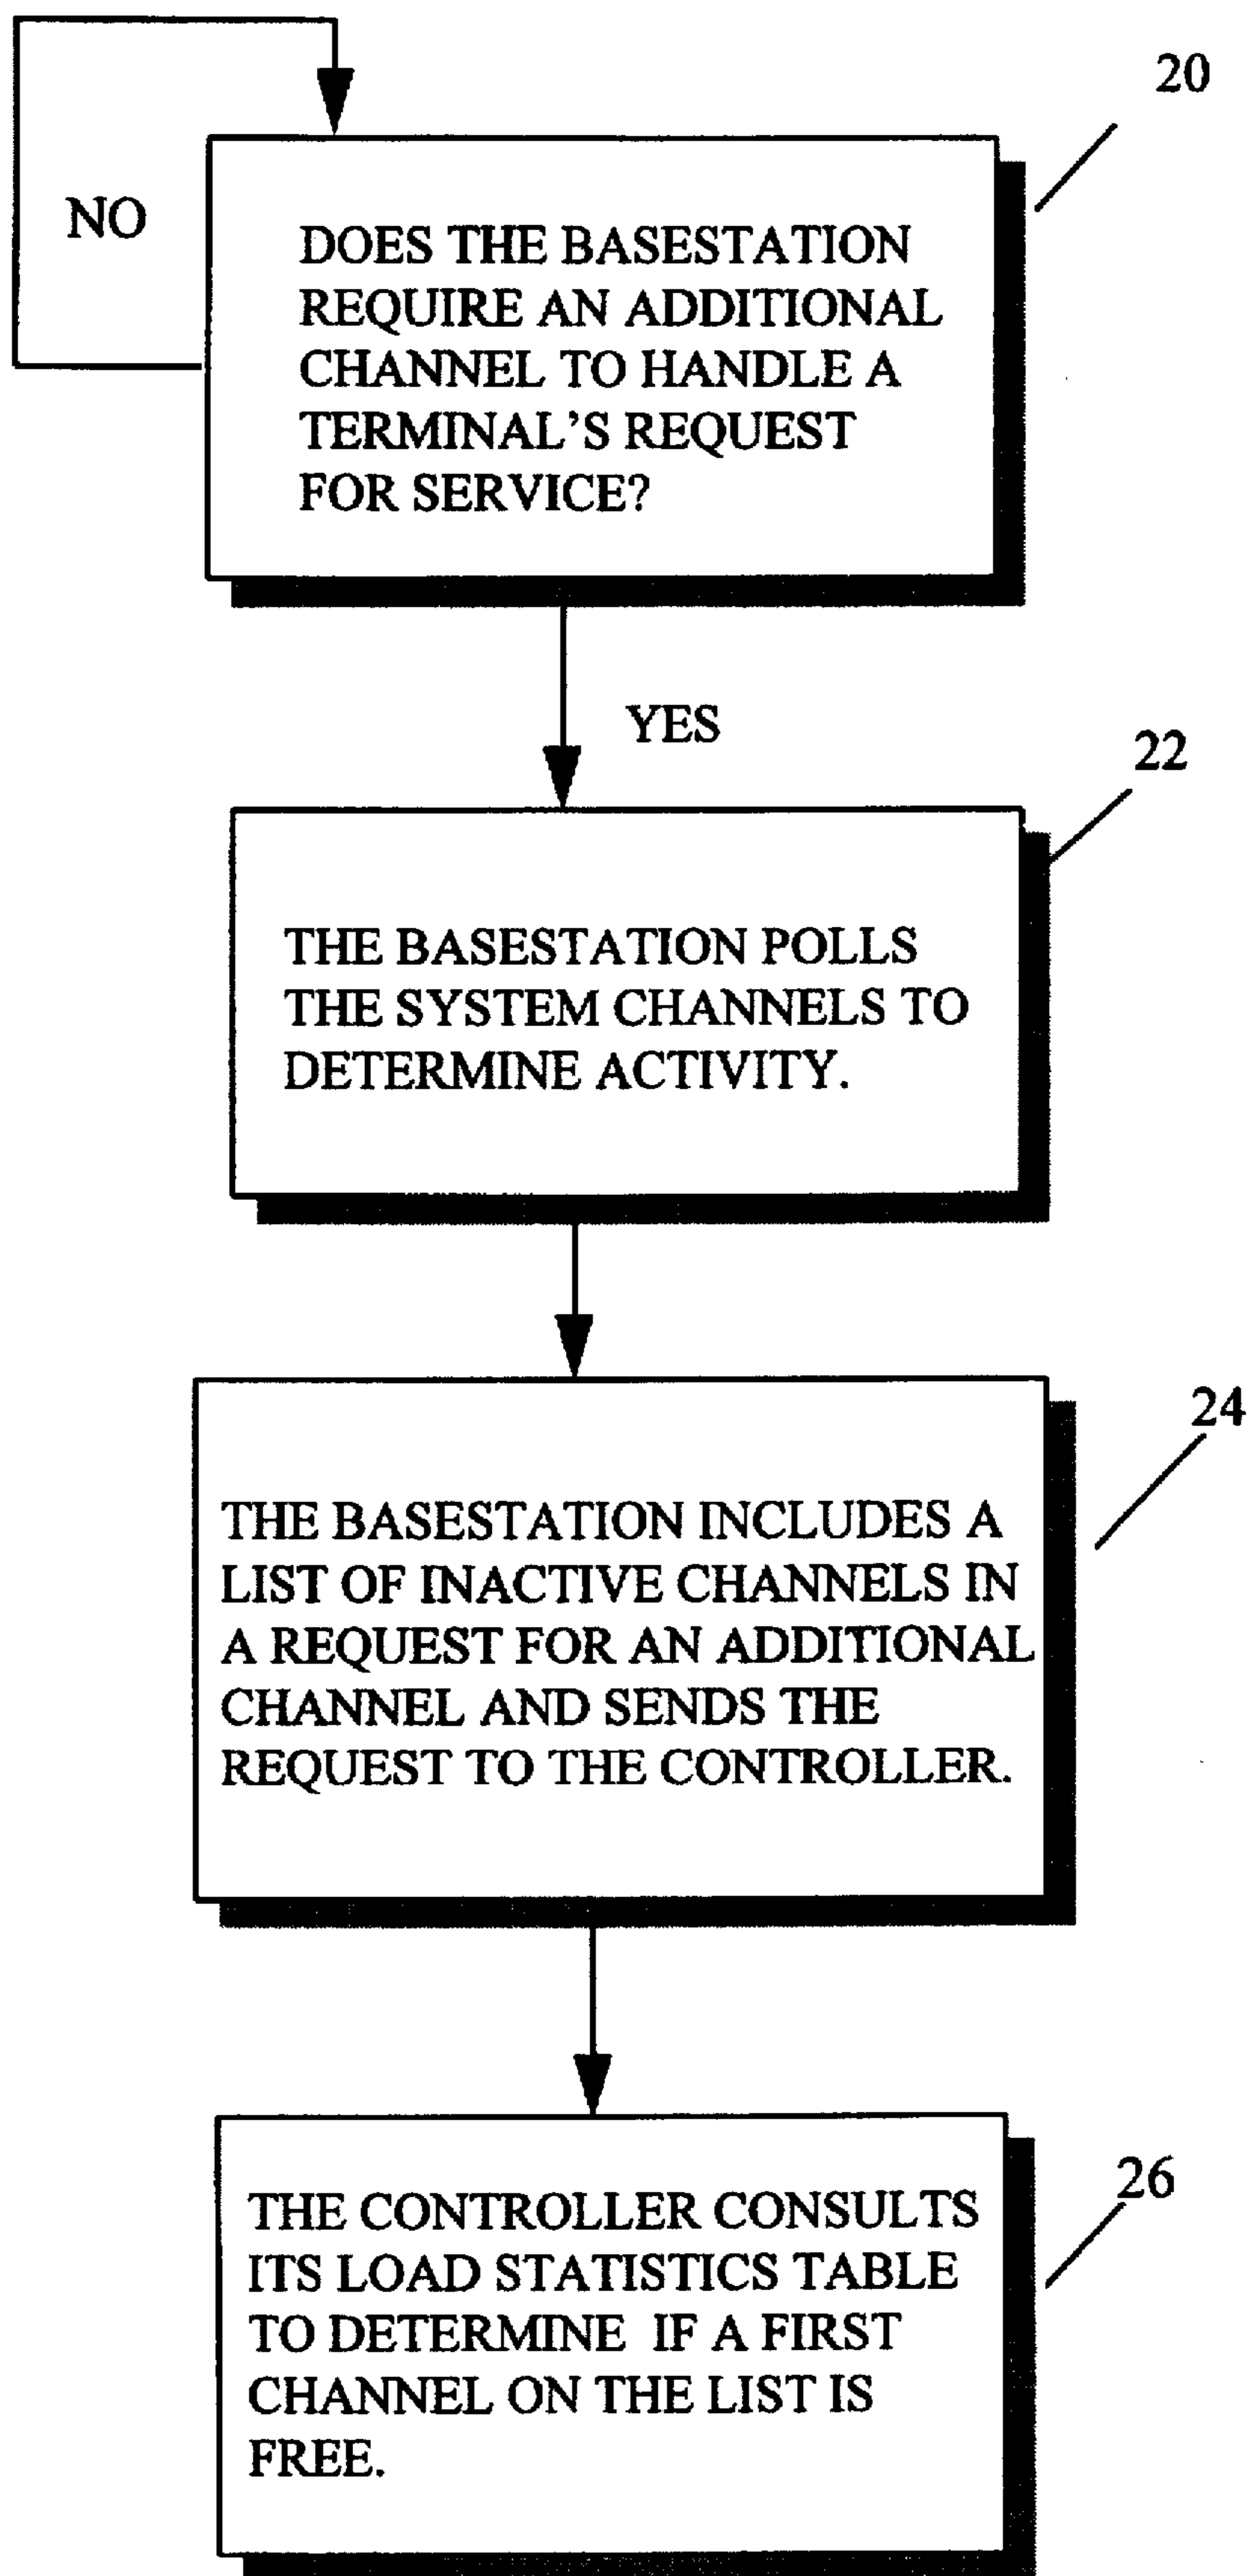 20
NO
DOES THE BASESTATION
REQUIRE AN ADDITIONAL
CHANNEL TO HANDLE A
TERMINAL'S REQUEST
FOR SERVICE?
YES
22
THE BASESTATION POLLS
THE SYSTEM CHANNELS TO
DETERMINE ACTIVITY.
24
THE BASESTATION INCLUDES A
LIST OF INACTIVE CHANNELS IN
A REQUEST FOR AN ADDITIONAL
CHANNEL AND SENDS THE
REQUEST TO THE CONTROLLER.
26
THE CONTROLLER CONSULTS
ITS LOAD STATISTICS TABLE
TO DETERMINE IF A FIRST
CHANNEL ON THE LIST IS
FREE.